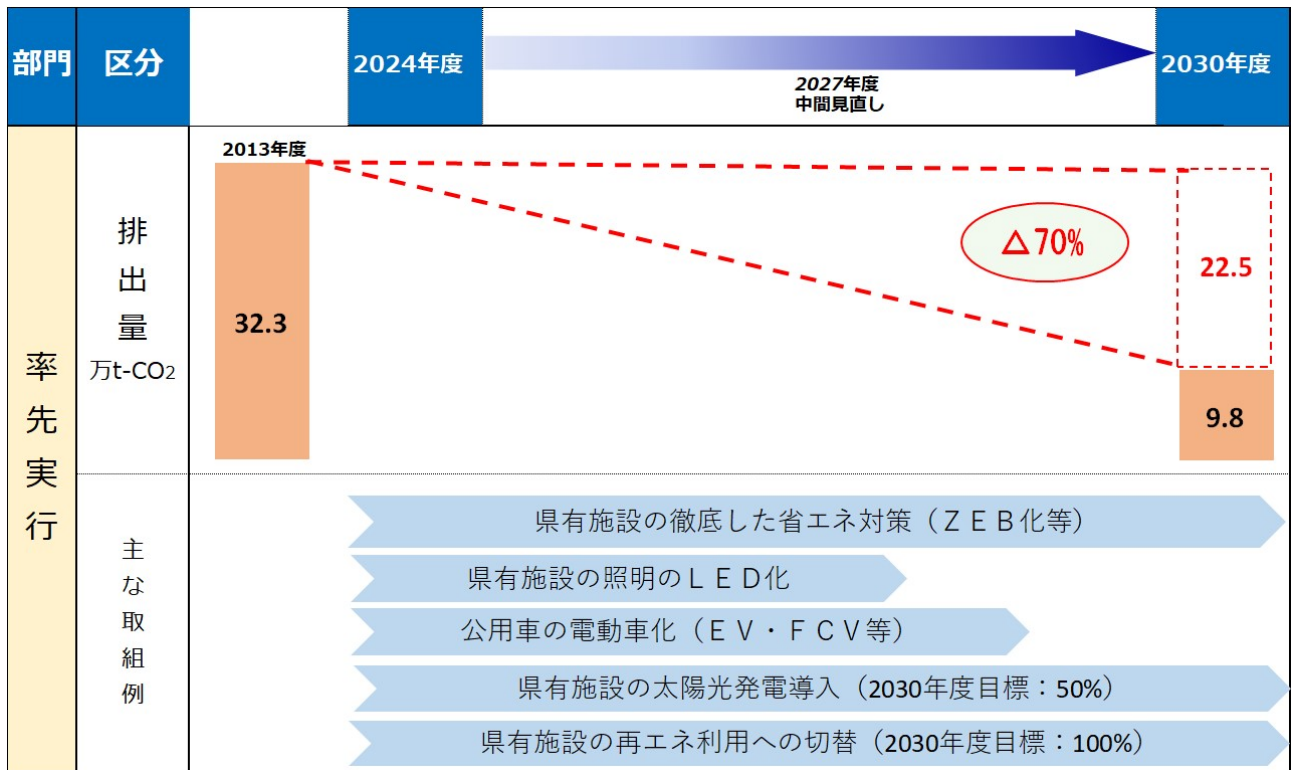 部門
区分
2024年度
2027年度
中間見直し
2030年度
率先実行
排出量
万t-CO2
2013年度
32.3
△70%
22.5
9.8
主な取組例
県有施設の徹底した省エネ対策（ＺＥＢ化等）
県有施設の照明のＬＥＤ化
公用車の電動車化（ＥＶ・ＦＣＶ等）
県有施設の太陽光発電導入（2030年度目標：50%）
県有施設の再エネ利用への切替（2030年度目標：100%）